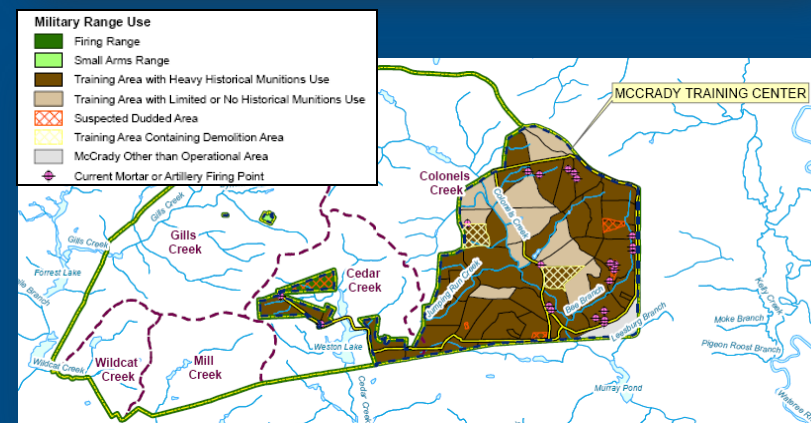 Military Range Use
Firing Range
Small Arms Range
Training Area with Heavy Historical Munitions Use
Training Area with Limited or No Historical Munitions Use
Suspected Dudded Area
Training Area Containing Demolition Area
McCrady Other than Operational Area
Current Mortar or Artillery Firing Point
MCCRADY TRAINING CENTER
Colonels
Creek
Colonels Creek
Gills Creek
Gills
Creek
Gills Creek
Forrest Lake
Branch
Cedar
Creek
Jumping Run Creek
Bee Branch
Leesburg Branch
Kelly Creek
Moke Branch
Pigeon Roost Branch
Weston Lake
Wildcat Creek
Wildcat
Creek
Mill
Creek
Cedar Creek
Murray Pond
Wateree